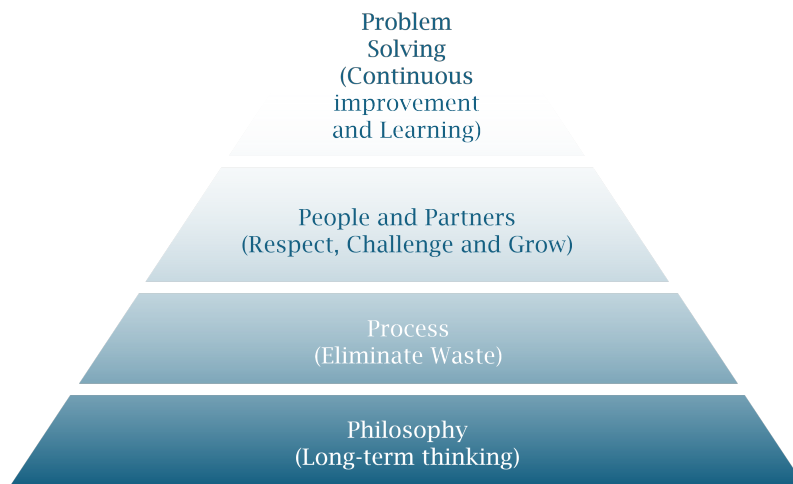 Problem
Solving
(Continuous
improvement
and Learning)
People and Partners
(Respect, Challenge and Grow)
Process
(Eliminate Waste)
Philosophy
(Long-term thinking)